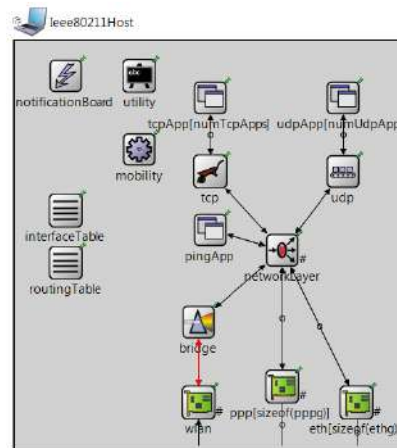 Ieee80211Host
notificationBoard
utility
tcpApp[numTcpApps]
udpApp[numUdpApp
mobility
tcp
udp
interfaceTable
pingApp
networkLayer
routingTable
bridge
wlan
ppp[sizeof(pppg)]
eth[sizeof(ethg)]